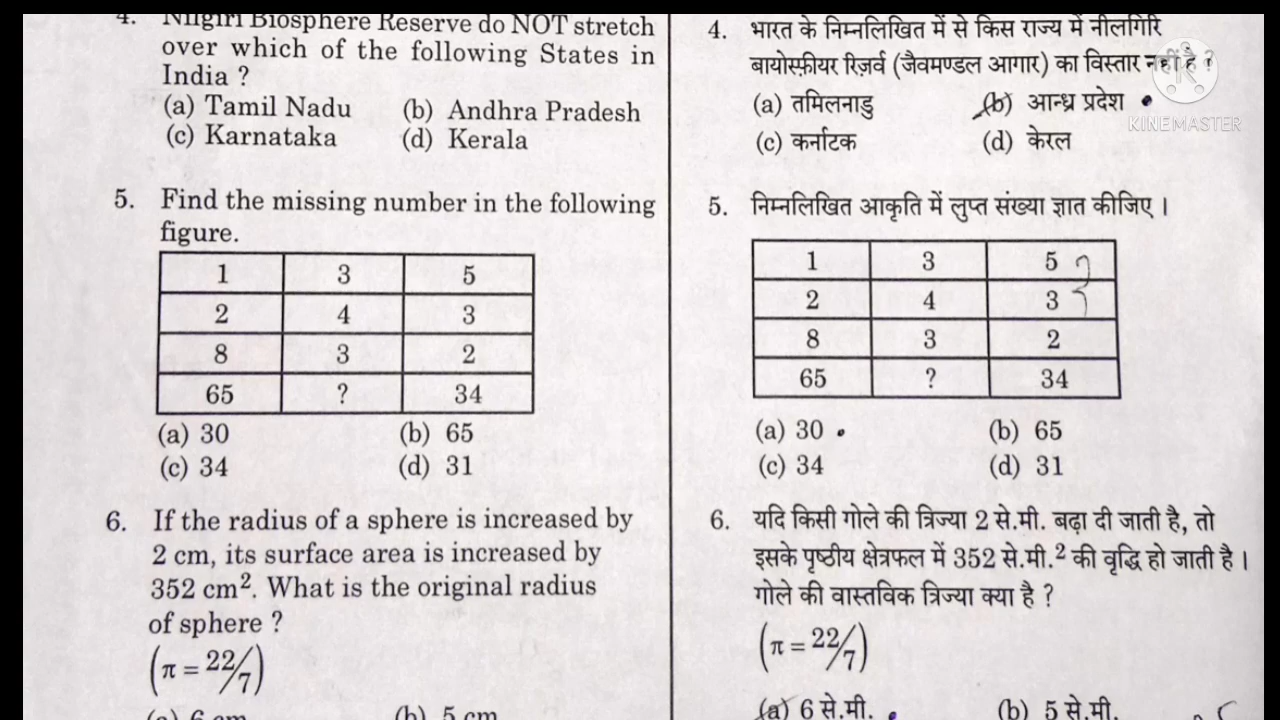 4. Nilgiri Biosphere Reserve do NOT stretch
over which of the following States in
India ?
(a) Tamil Nadu (b) Andhra Pradesh
(c) Karnataka (d) Kerala
5. Find the missing number in the following
figure.
1 3 5
2 4 3
8 3 2
65 ? 34
(a) 30 (b) 65
(c) 34 (d) 31
6. If the radius of a sphere is increased by
2 cm, its surface area is increased by
352 cm². What is the original radius
of sphere ?
(π = 22/7)
(a) 6 cm (b) 5 cm
4. भारत के निम्नलिखित में से किस राज्य में नीलगिरि
बायोस्फ़ीयर रिज़र्व (जैवमण्डल आगार) का विस्तार नहीं है ?
(a) तमिलनाडु (b) आन्ध्र प्रदेश
(c) कर्नाटक (d) केरल
KINEMASTER
5. निम्नलिखित आकृति में लुप्त संख्या ज्ञात कीजिए ।
1 3 5
2 4 3
8 3 2
65 ? 34
(a) 30 (b) 65
(c) 34 (d) 31
6. यदि किसी गोले की त्रिज्या 2 से.मी. बढ़ा दी जाती है, तो
इसके पृष्ठीय क्षेत्रफल में 352 से.मी.² की वृद्धि हो जाती है ।
गोले की वास्तविक त्रिज्या क्या है ?
(π = 22/7)
(a) 6 से.मी. (b) 5 से.मी.